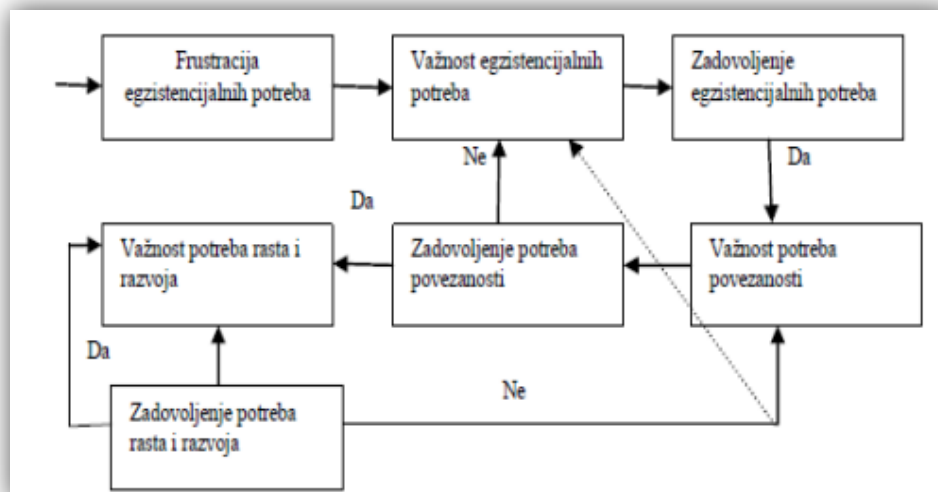 Frustracija
egzistencijalnih potreba
Važnost egzistencijalnih
potreba
Zadovoljenje
egzistencijalnih potreba
Ne
Da
Da
Važnost potreba rasta i
razvoja
Zadovoljenje potreba
povezanosti
Važnost potreba
povezanosti
Da
Ne
Zadovoljenje potreba
rasta i razvoja